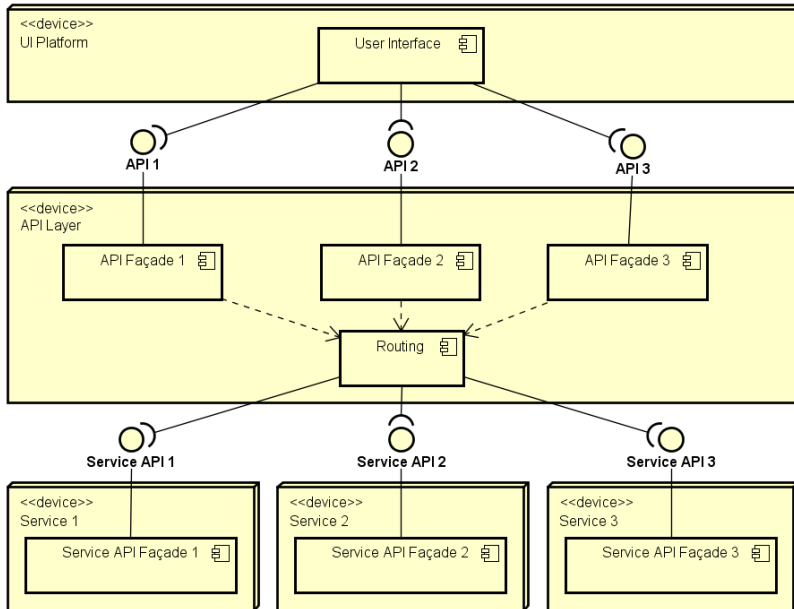 <<device>>
UI Platform
User Interface
API 1
API 2
API 3
<<device>>
API Layer
API Façade 1
API Façade 2
API Façade 3
Routing
Service API 1
Service API 2
Service API 3
<<device>>
Service 1
Service API Façade 1
<<device>>
Service 2
Service API Façade 2
<<device>>
Service 3
Service API Façade 3